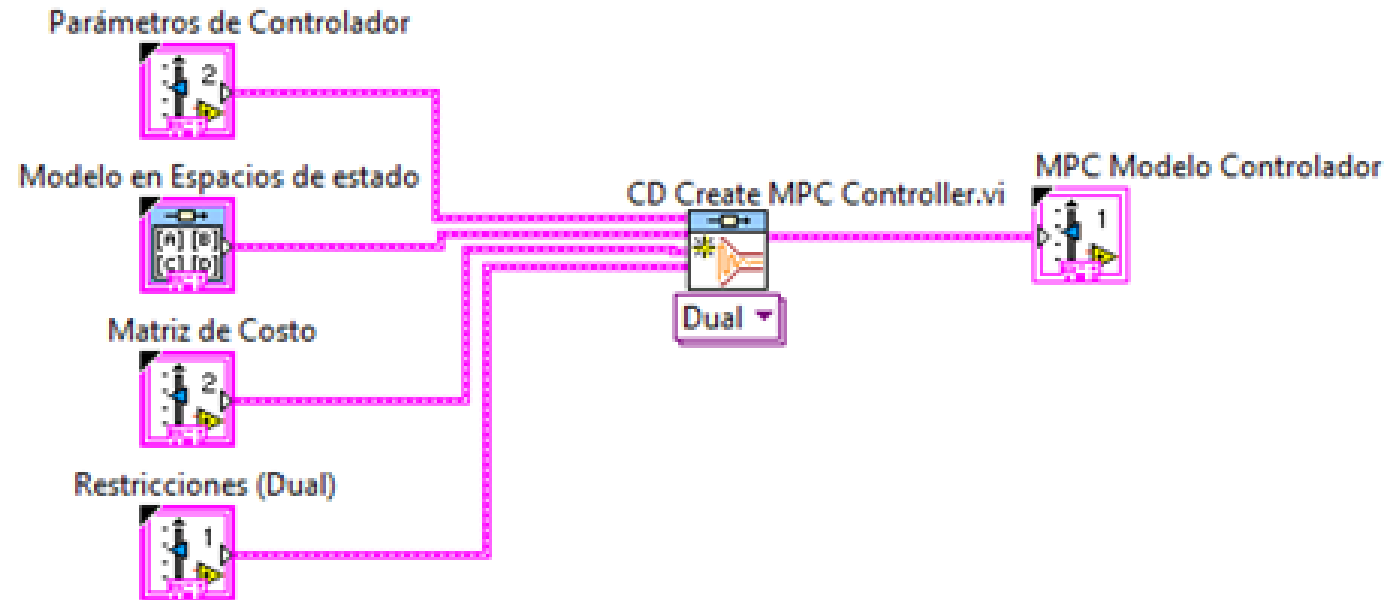 Parámetros de Controlador
2
Modelo en Espacios de estado
[A] [B]
[C] [D]
CD Create MPC Controller.vi
MPC Modelo Controlador
1
Dual
Matriz de Costo
2
Restricciones (Dual)
1